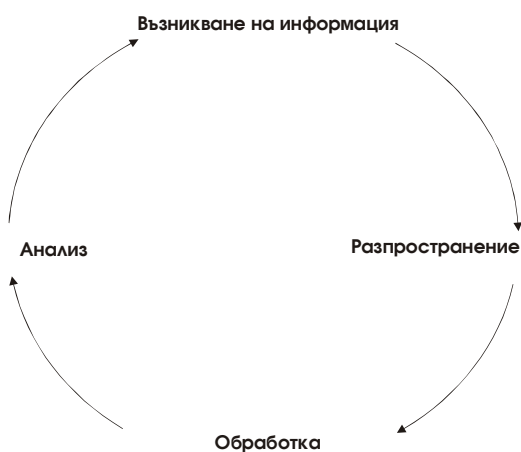 Възникване на информация
Анализ
Разпространение
Обработка